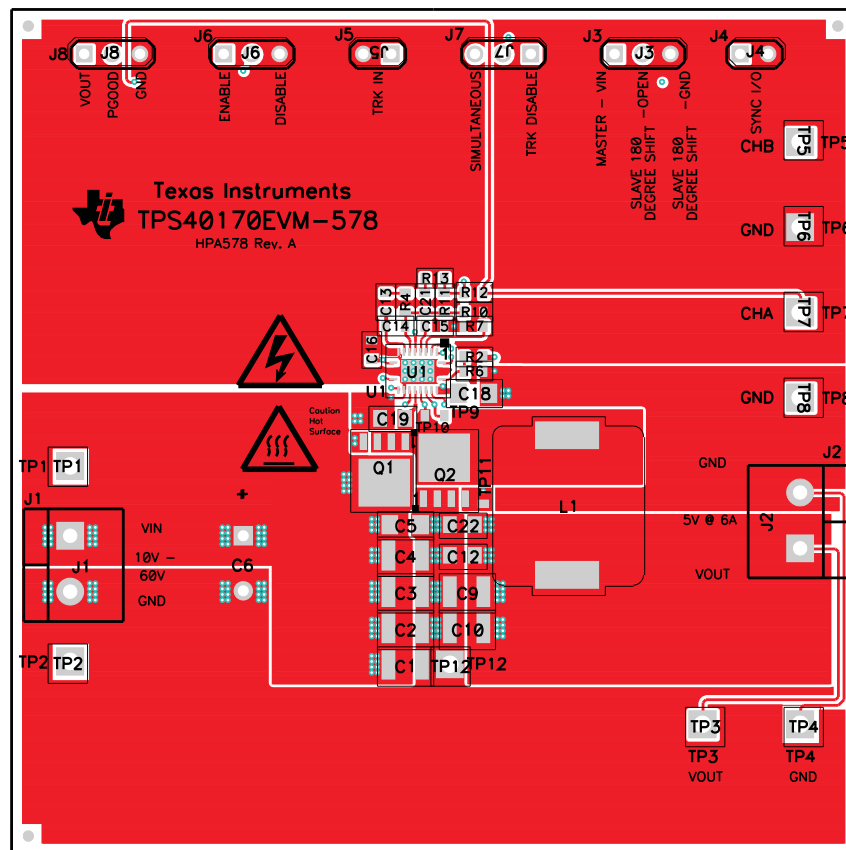 J8 J8
VOUT
PGOOD
GND
J6 J6
ENABLE
DISABLE
J5 J5
TRK IN
J7 J7
SIMULTANEOUS
TRK DISABLE
J3 J3
MASTER - VIN
SLAVE 180 -OPEN
DEGREE SHIFT
SLAVE 180 -GND
DEGREE SHIFT
J4 J4
SYNC I/O
CHB TP5 TP5
GND TP6 TP6
CHA TP7 TP7
GND TP8 TP8
Texas Instruments
TPS40170EVM-578
HPA578 Rev. A
R13
C13 R4 C21 R11 R12
R10
C14 C15 R7
C16 1
R2
U1 R6
U1 C18
C19 TP10 TP9
Caution
Hot
Surface
Q1 Q2 TP11
L1
TP1 TP1
J1
VIN
10V -
60V
GND
J1
+
C6
C5 C22
C4 C12
C3 C9
C2 C10
C1 TP12 TP12
TP2 TP2
J2
GND
5V @ 6A
J2
VOUT
TP3 TP4
TP3 TP4
VOUT GND